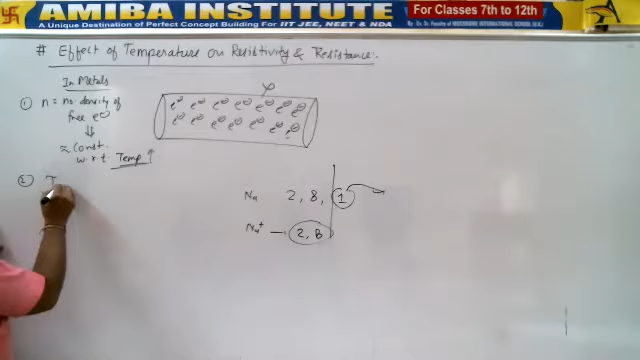 AMIBA INSTITUTE
For Classes 7th to 12th
A Unique Destination of Perfect Concept Building For IIT JEE, NEET & NDA
# Effect of Temperature on Resistivity & Resistance.
In Metals
① n = no. density of
free e⊖
⇓
≈ Const.
w.r.t. Temp ↑
e⊖ e⊖ e⊖ e⊖ e⊖ e⊖ e⊖
e⊖ e⊖ e⊖ e⊖ e⊖ e⊖ e⊖
② T
Na 2, 8, 1
Na⁺ — 2, 8